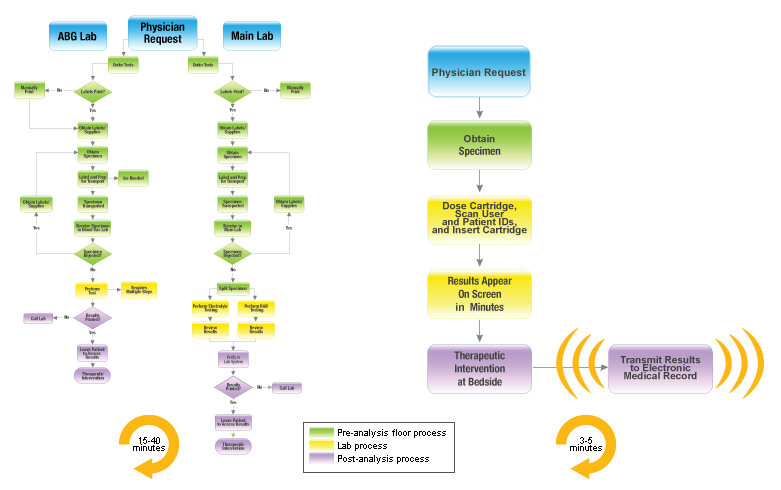 ABG Lab
Physician
Request
Main Lab
Order Tests
Order Tests
Manually
Print
No
Labels Print?
Labels Print?
No
Manually
Print
Yes
Yes
Obtain Labels/
Supplies
Obtain Labels/
Supplies
Obtain
Specimen
Obtain
Specimen
Label and Prep
for Transport
Ice Needed
Label and Prep
for Transport
Obtain Labels/
Supplies
Specimen
Transported
Specimen
Transported
Obtain Labels/
Supplies
Yes
Receive Specimen
in Blood Gas Lab
Receive in
Main Lab
Yes
Specimen
Rejected?
Specimen
Rejected?
No
No
Perform
Test
Requires
Multiple Steps
Split Specimen
Perform Electrolyte
Testing
Perform H&H
Testing
Call Lab
No
Results
Printed?
Review
Results
Review
Results
Yes
Leave Patient
to Access
Results
Verify in
Lab System
Therapeutic
Intervention
Results
Printed?
No
Call Lab
Yes
Leave Patient
to Access Results
Therapeutic
Intervention
15-40
minutes
Pre-analysis floor process
Lab process
Post-analysis process
Physician Request
Obtain
Specimen
Dose Cartridge,
Scan User
and Patient IDs,
and Insert Cartridge
Results Appear
On Screen
in Minutes
Therapeutic
Intervention
at Bedside
Transmit Results
to Electronic
Medical Record
3-5
minutes